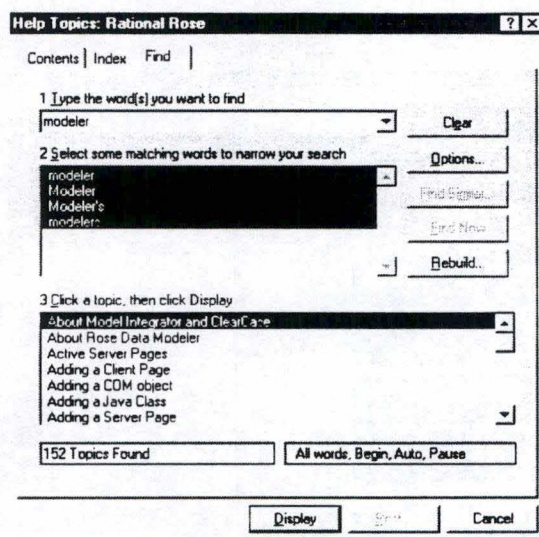 Help Topics: Rational Rose
Contents Index Find
1 Type the word(s) you want to find
modeler
Clear
2 Select some matching words to narrow your search
Options...
modeler
Modeler
Modeler's
modelers
Find Similar...
Find Now
Rebuild...
3 Click a topic, then click Display
About Model Integrator and ClearCase
About Rose Data Modeler
Active Server Pages
Adding a Client Page
Adding a COM object
Adding a Java Class
Adding a Server Page
152 Topics Found
All words, Begin, Auto, Pause
Display
Cancel